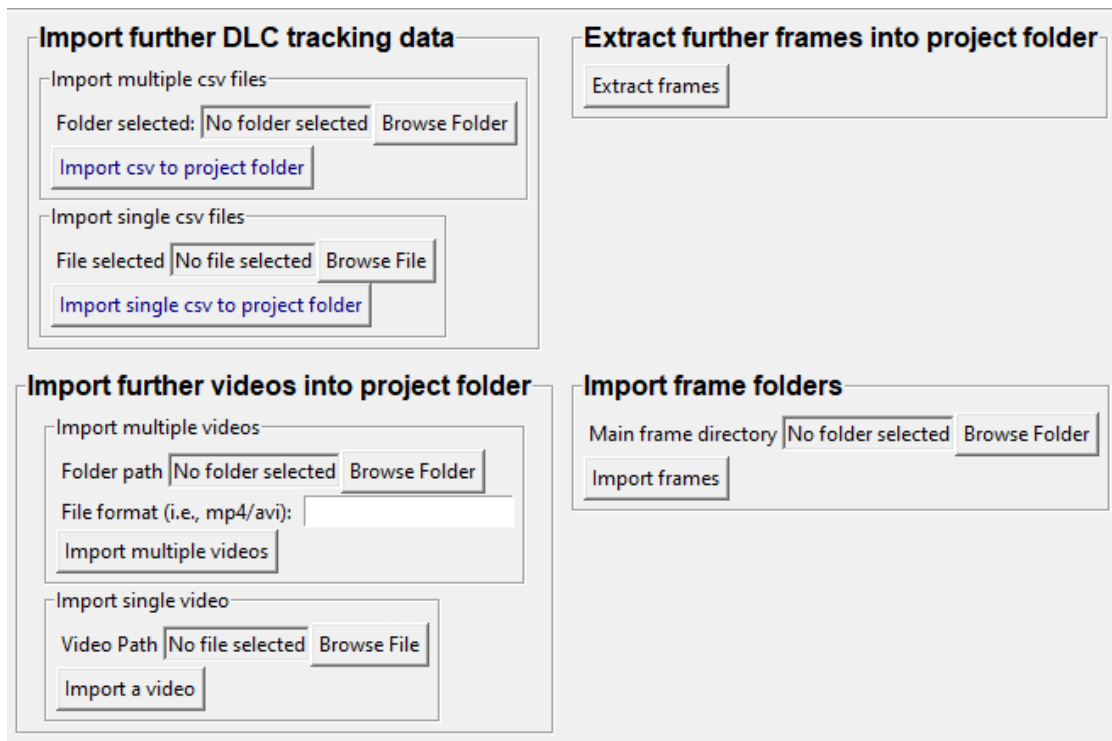 Import further DLC tracking data
Import multiple csv files
Folder selected: No folder selected Browse Folder
Import csv to project folder
Import single csv files
File selected No file selected Browse File
Import single csv to project folder
Extract further frames into project folder
Extract frames
Import further videos into project folder
Import multiple videos
Folder path No folder selected Browse Folder
File format (i.e., mp4/avi):
Import multiple videos
Import single video
Video Path No file selected Browse File
Import a video
Import frame folders
Main frame directory No folder selected Browse Folder
Import frames